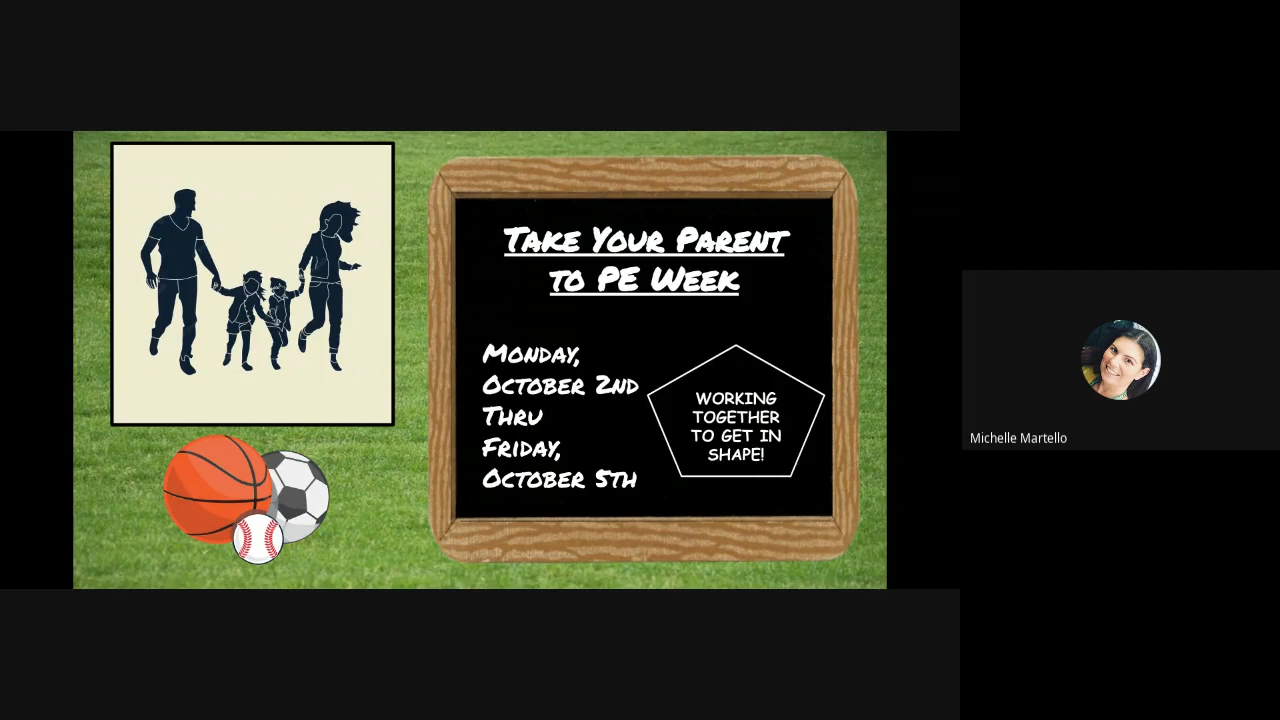 Take Your Parent
to PE Week
Monday,
October 2nd
Thru
Friday,
October 5th
WORKING
TOGETHER
TO GET IN
SHAPE!
Michelle Martello